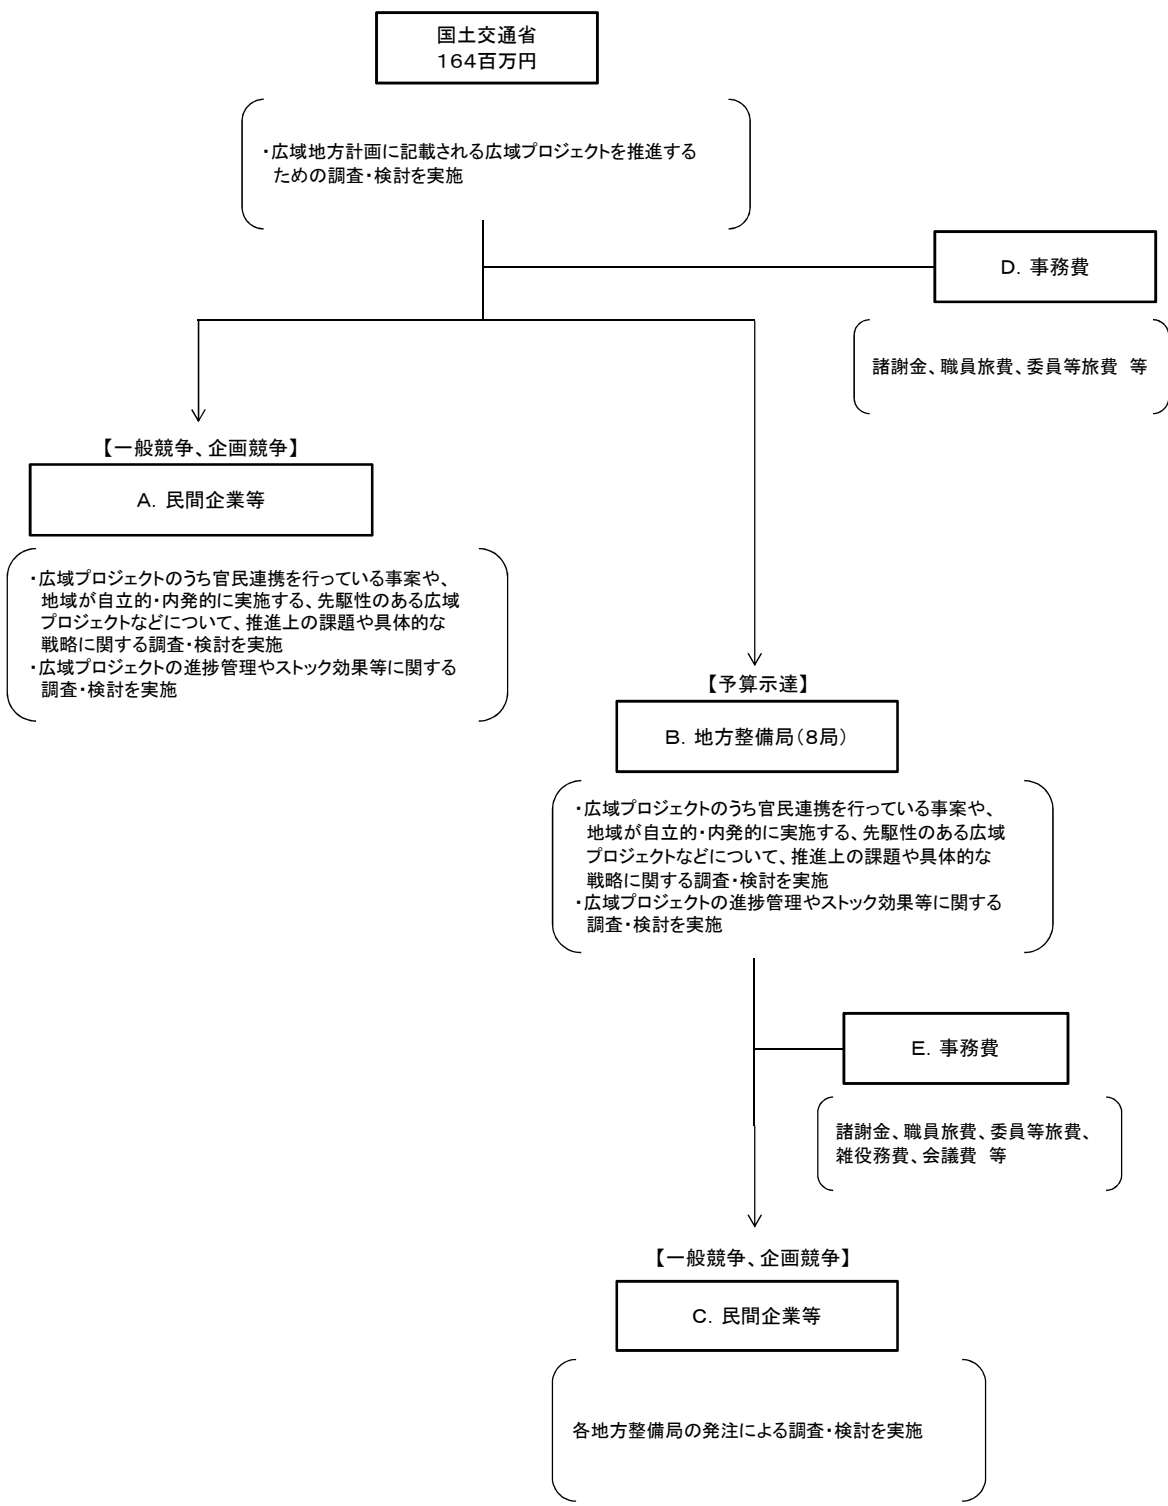 国土交通省
164百万円
・広域地方計画に記載される広域プロジェクトを推進する
ための調査・検討を実施
D. 事務費
諸謝金、職員旅費、委員等旅費 等
【一般競争、企画競争】
A. 民間企業等
・広域プロジェクトのうち官民連携を行っている事案や、
地域が自立的・内発的に実施する、先駆性のある広域
プロジェクトなどについて、推進上の課題や具体的な
戦略に関する調査・検討を実施
・広域プロジェクトの進捗管理やストック効果等に関する
調査・検討を実施
【予算示達】
B. 地方整備局（8局）
・広域プロジェクトのうち官民連携を行っている事案や、
地域が自立的・内発的に実施する、先駆性のある広域
プロジェクトなどについて、推進上の課題や具体的な
戦略に関する調査・検討を実施
・広域プロジェクトの進捗管理やストック効果等に関する
調査・検討を実施
E. 事務費
諸謝金、職員旅費、委員等旅費、
雑役務費、会議費 等
【一般競争、企画競争】
C. 民間企業等
各地方整備局の発注による調査・検討を実施